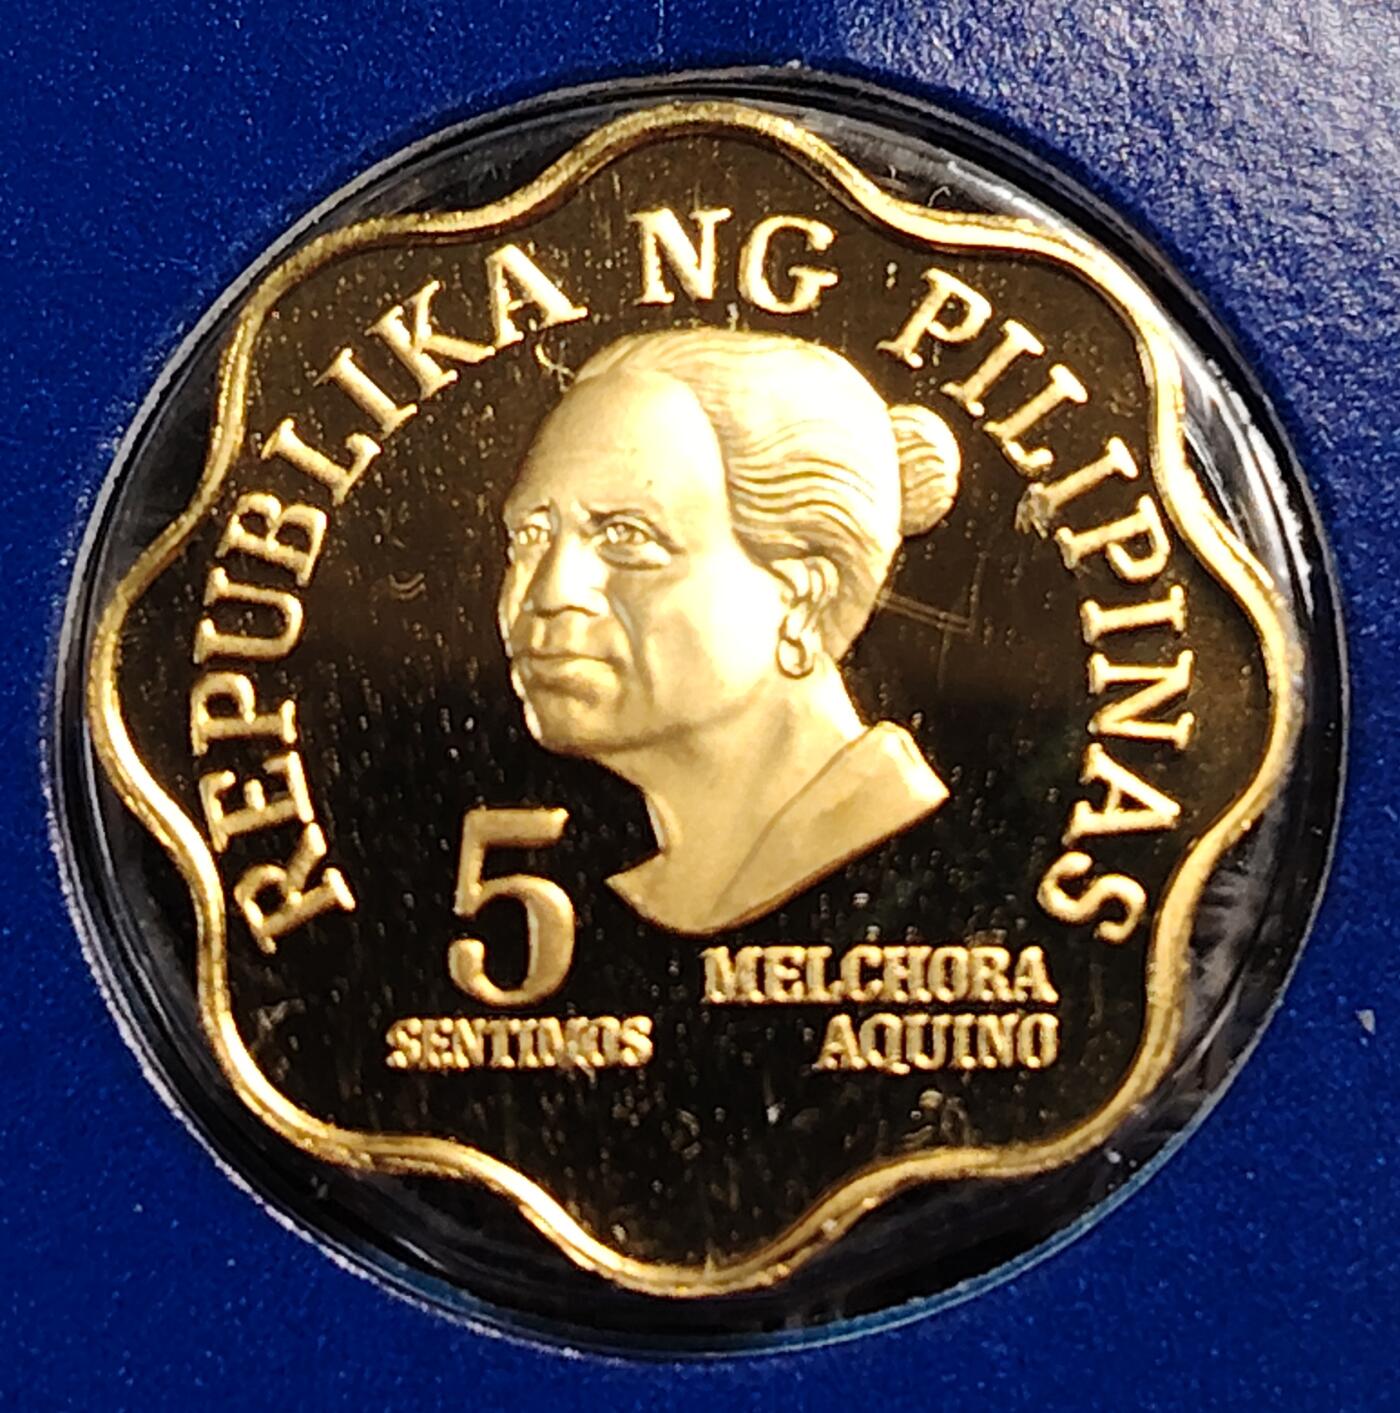 REPUBLIKA NG PILIPINAS
5
SENTIMOS
MELCHORA
AQUINO